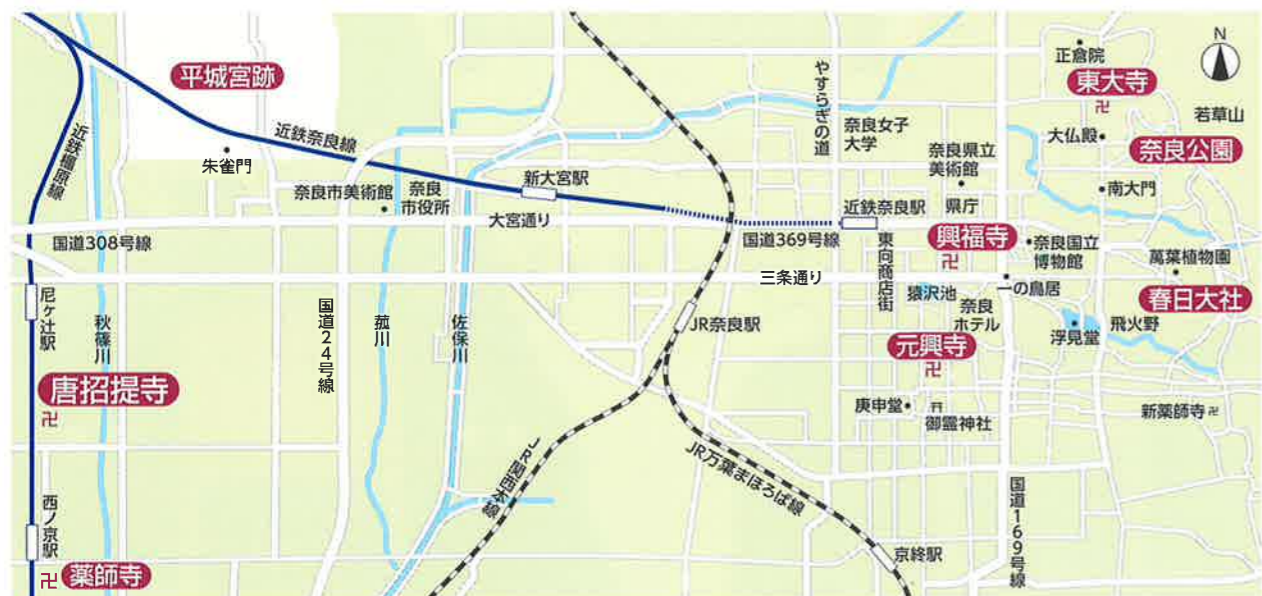 N
正倉院
東大寺
卍
若草山
平城宮跡
やすらぎの道
大仏殿
奈良公園
近鉄奈良線
奈良女子
大学
奈良県立
美術館
近鉄橿原線
朱雀門
新大宮駅
奈良市美術館
奈良
市役所
南大門
大宮通り
近鉄奈良駅
県庁
国道308号線
国道369号線
東向商店街
興福寺
卍
奈良国立
博物館
萬葉植物園
三条通り
一の鳥居
春日大社
尼ヶ辻駅
秋篠川
国道24号線
菰川
佐保川
JR奈良駅
猿沢池
奈良
ホテル
浮見堂
飛火野
元興寺
卍
唐招提寺
卍
庚申堂
御霊神社
新薬師寺卍
JR関西本線
JR万葉まほろば線
西ノ京駅
国道169号線
京終駅
卍
薬師寺